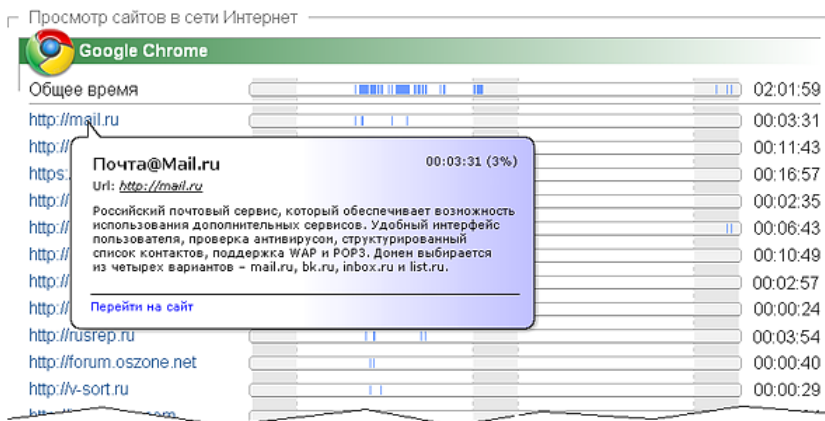 Просмотр сайтов в сети Интернет
Google Chrome
Общее время 02:01:59
http://mail.ru 00:03:31
http:// 00:11:43
https: 00:16:57
http:// 00:02:35
http:// 00:06:43
http:// 00:10:49
http:// 00:02:57
http:// 00:00:24
http://rusrep.ru 00:03:54
http://forum.oszone.net 00:00:40
http://v-sort.ru 00:00:29
Почта@Mail.ru 00:03:31 (3%)
Url: http://mail.ru
Российский почтовый сервис, который обеспечивает возможность
использования дополнительных сервисов. Удобный интерфейс
пользователя, проверка антивирусом, структурированный
список контактов, поддержка WAP и POP3. Домен выбирается
из четырех вариантов – mail.ru, bk.ru, inbox.ru и list.ru.
Перейти на сайт